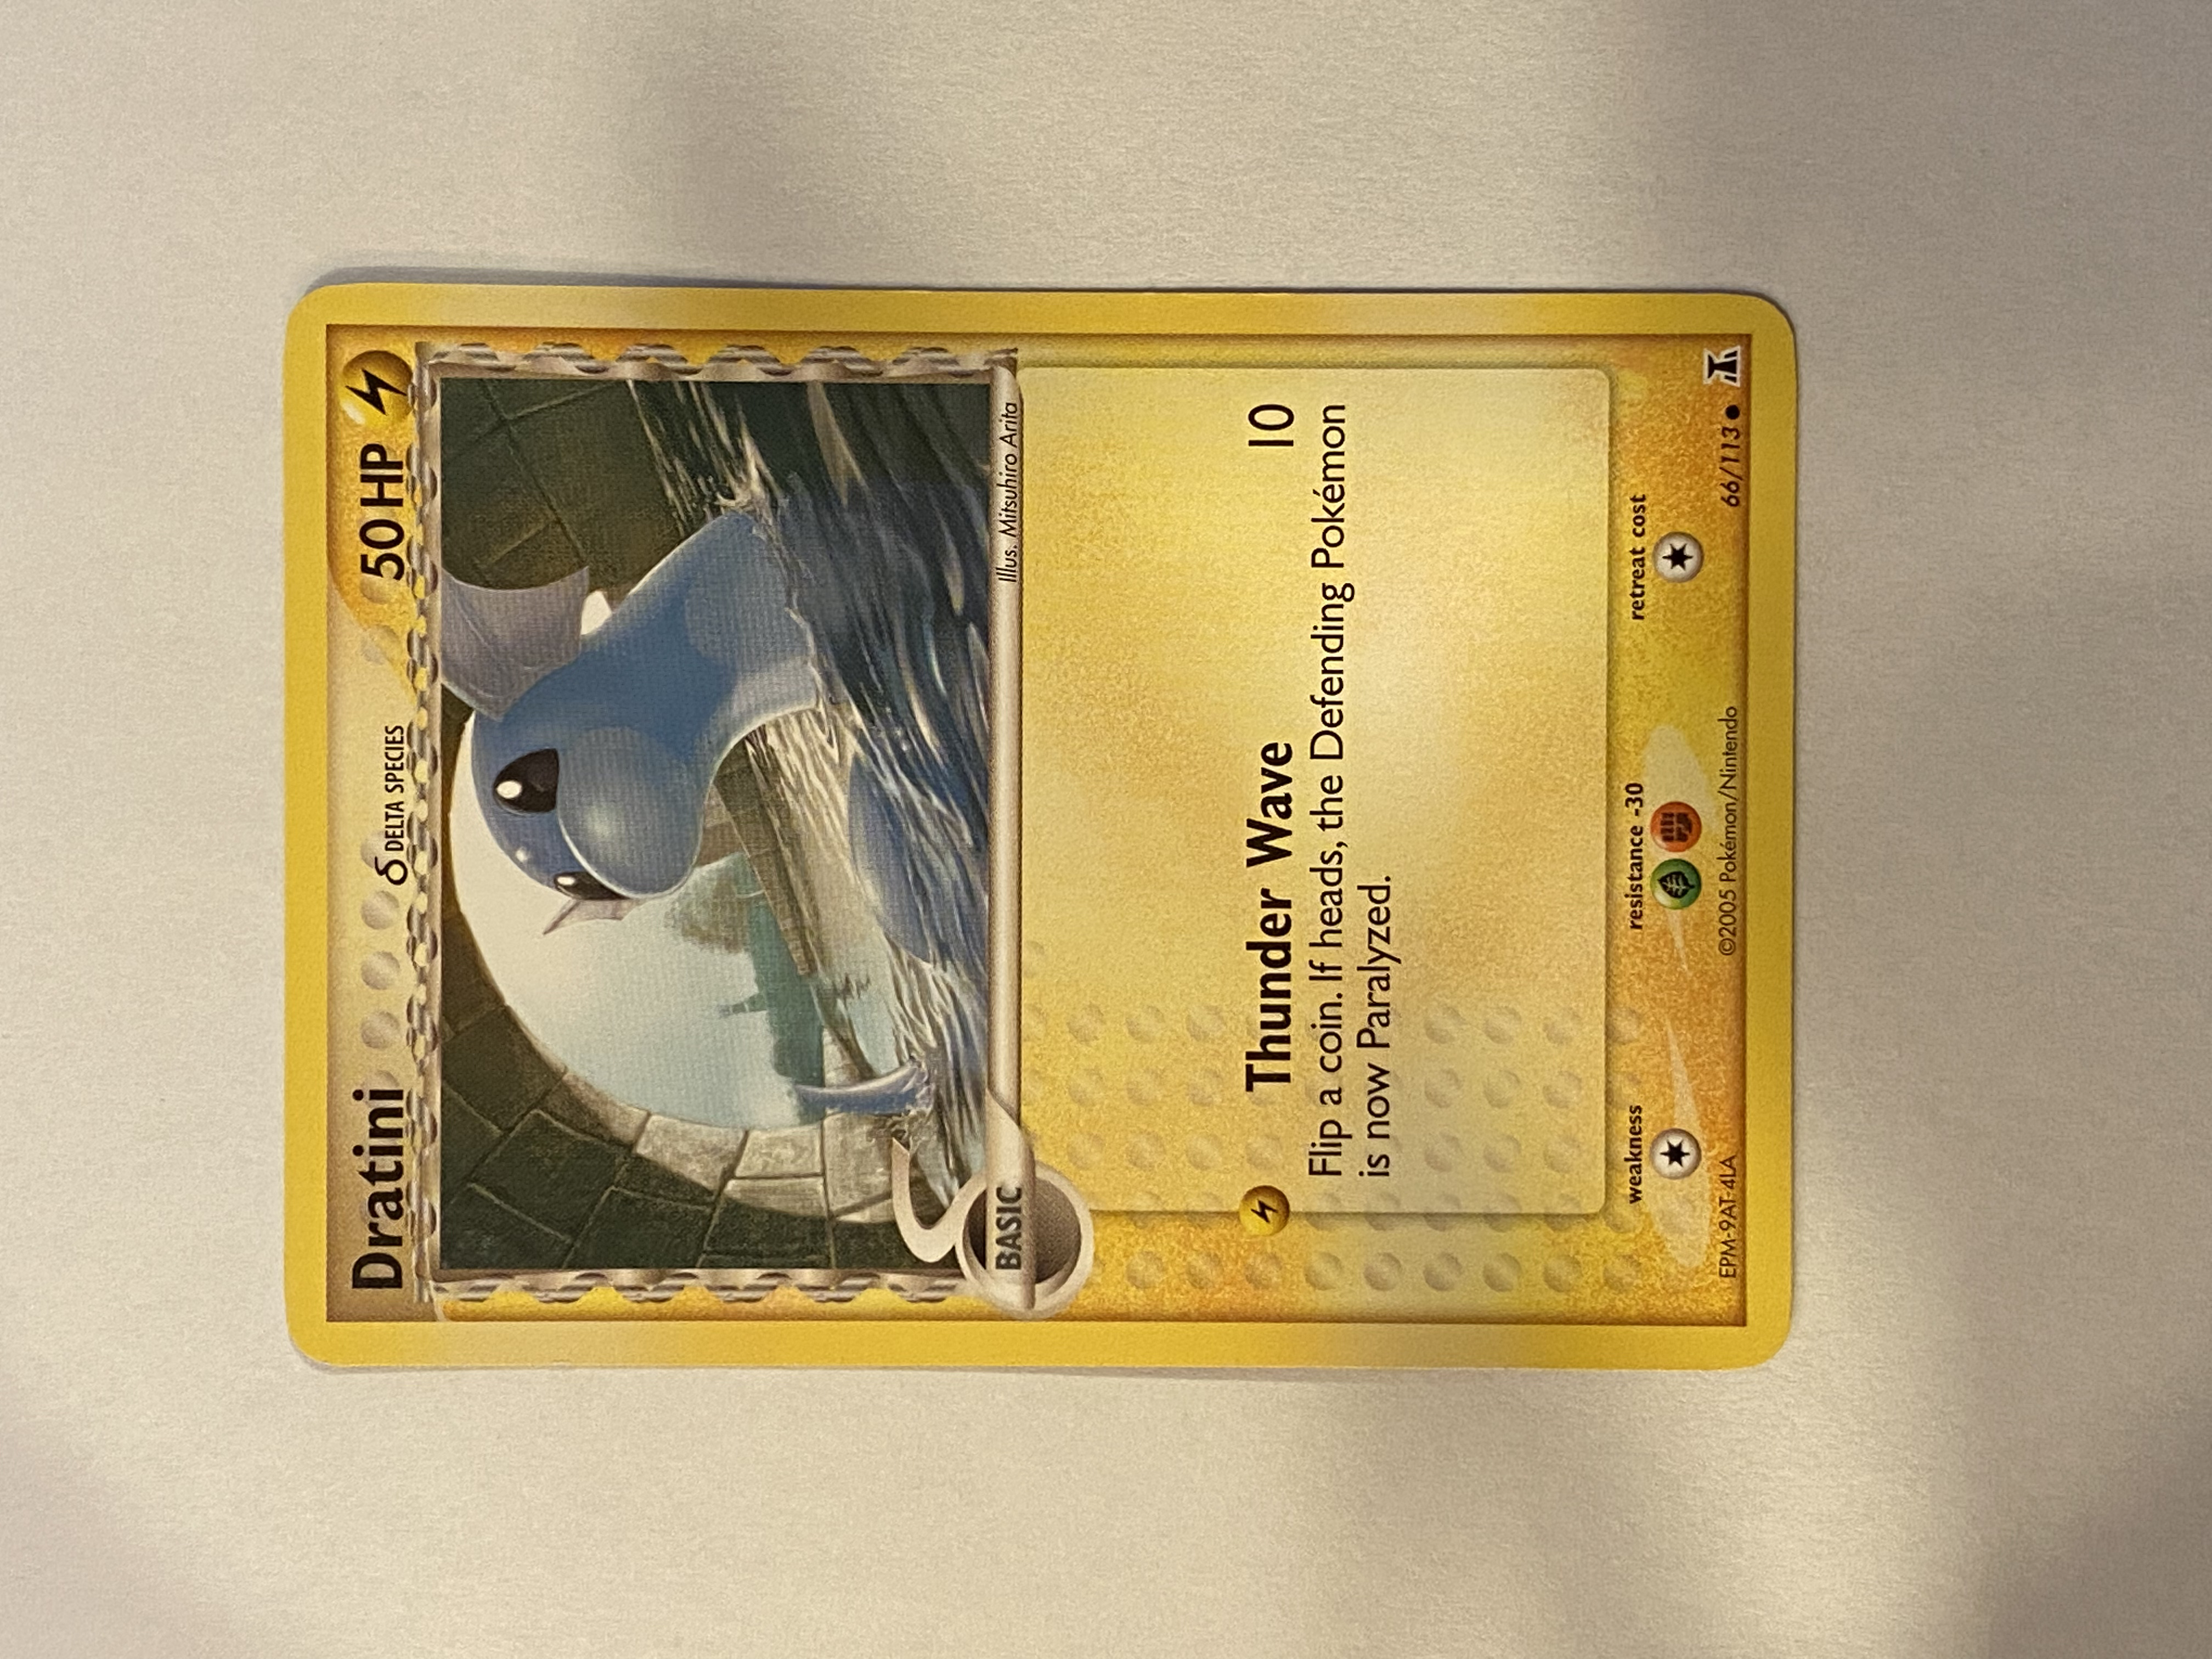 Dratini δ DELTA SPECIES 50 HP
BASIC
Illus. Mitsuhiro Arita
Thunder Wave 10
Flip a coin. If heads, the Defending Pokémon
is now Paralyzed.
weakness resistance -30 retreat cost
EPM-9AT-4LA ©2005 Pokémon/Nintendo 66/113